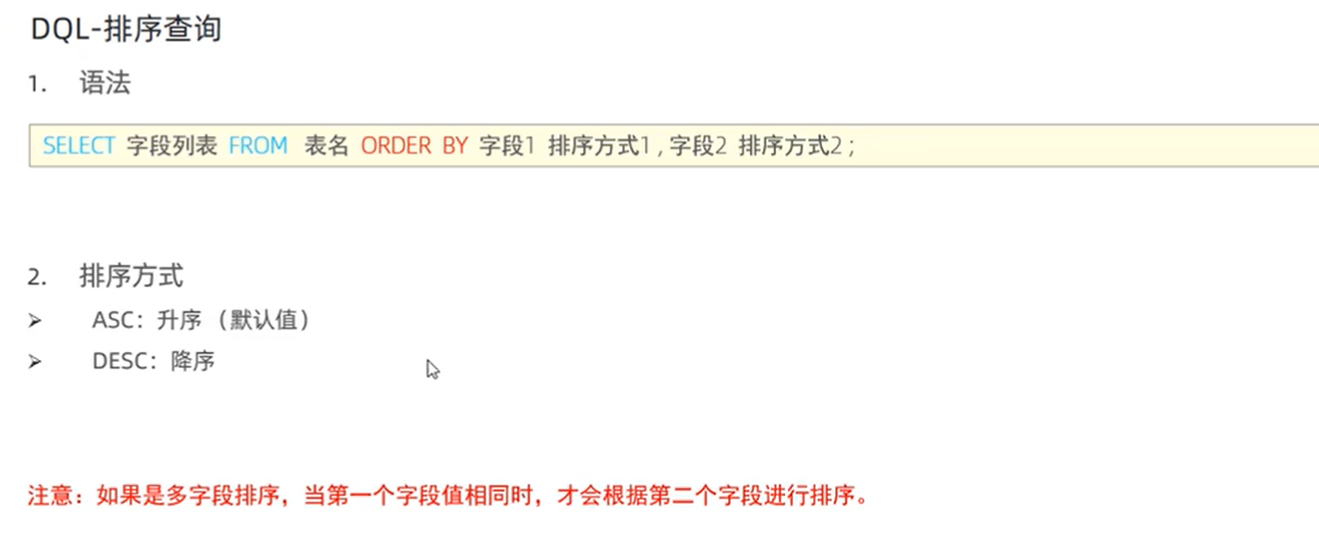 DQL-排序查询
1. 语法
SELECT 字段列表 FROM 表名 ORDER BY 字段1 排序方式1 , 字段2 排序方式2 ;
2. 排序方式
➢ ASC：升序（默认值）
➢ DESC：降序
注意：如果是多字段排序，当第一个字段值相同时，才会根据第二个字段进行排序。